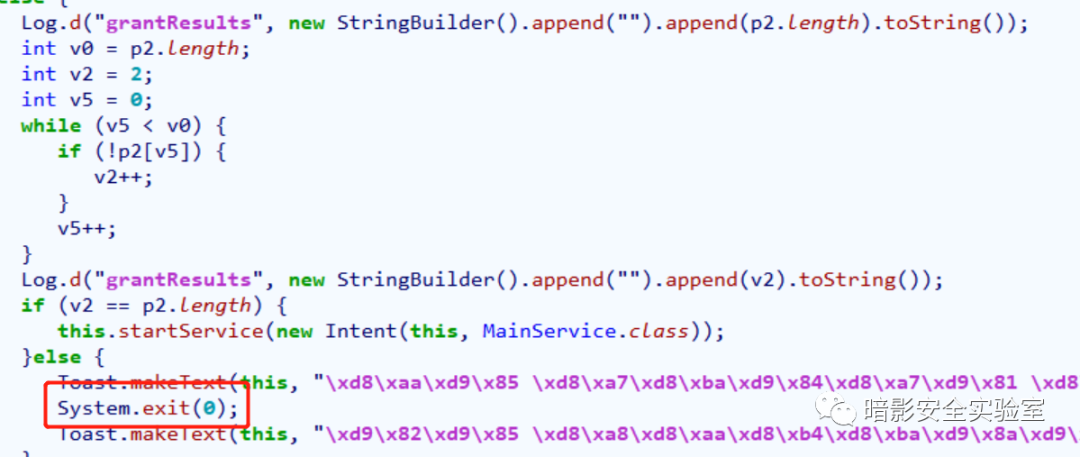 else {
Log.d("grantResults", new StringBuilder().append("").append(p2.length).toString());
int v0 = p2.length;
int v2 = 2;
int v5 = 0;
while (v5 < v0) {
if (!p2[v5]) {
v2++;
}
v5++;
}
Log.d("grantResults", new StringBuilder().append("").append(v2).toString());
if (v2 == p2.length) {
this.startService(new Intent(this, MainService.class));
}else {
Toast.makeText(this, "\xd8\xaa\xd9\x85 \xd8\xa7\xd8\xba\xd9\x84\xd8\xa7\xd9\x81 \xd8
System.exit(0);
Toast.makeText(this, "\xd9\x82\xd9\x85 \xd8\xa8\xd8\xaa\xd8\xb4\xd8\xba\xd9\x8a\xd9\
}
暗影安全实验室